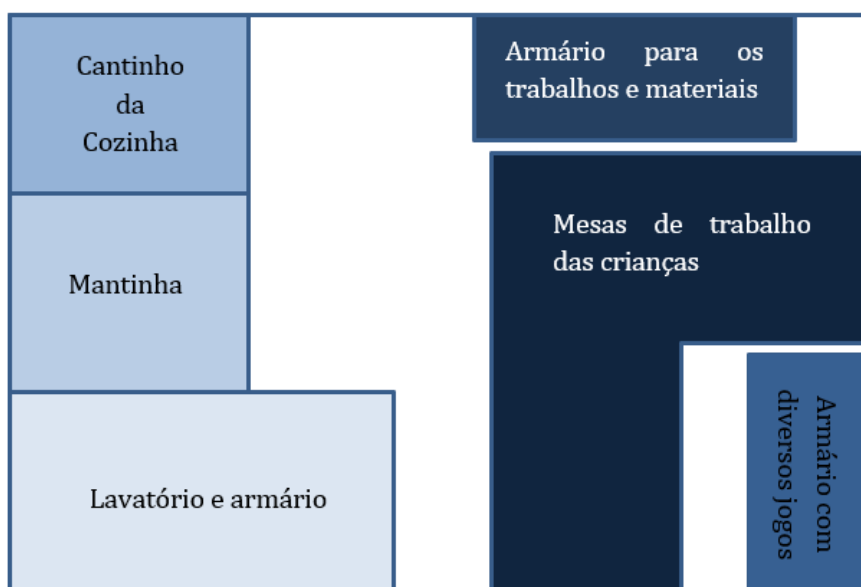 Cantinho
da
Cozinha
Armário para os
trabalhos e materiais
Mesas de trabalho
das crianças
Mantinha
Lavatório e armário
Armário com
diversos jogos